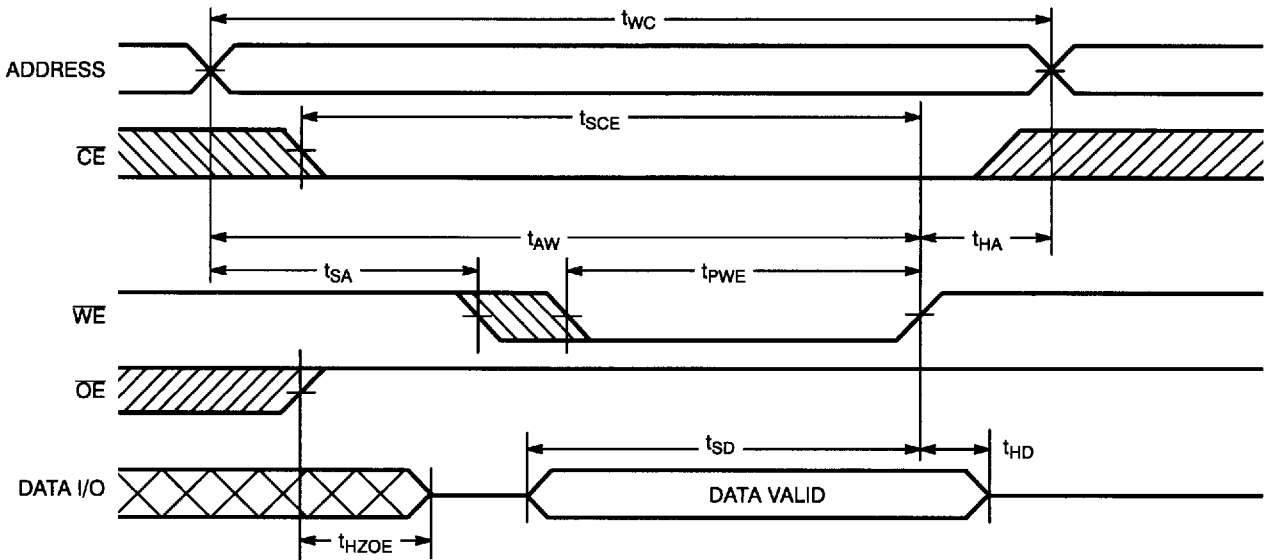 tWC
ADDRESS
tSCE
CE
tAW
tHA
tSA
tPWE
WE
OE
tSD
tHD
DATA I/O
DATA VALID
tHZOE